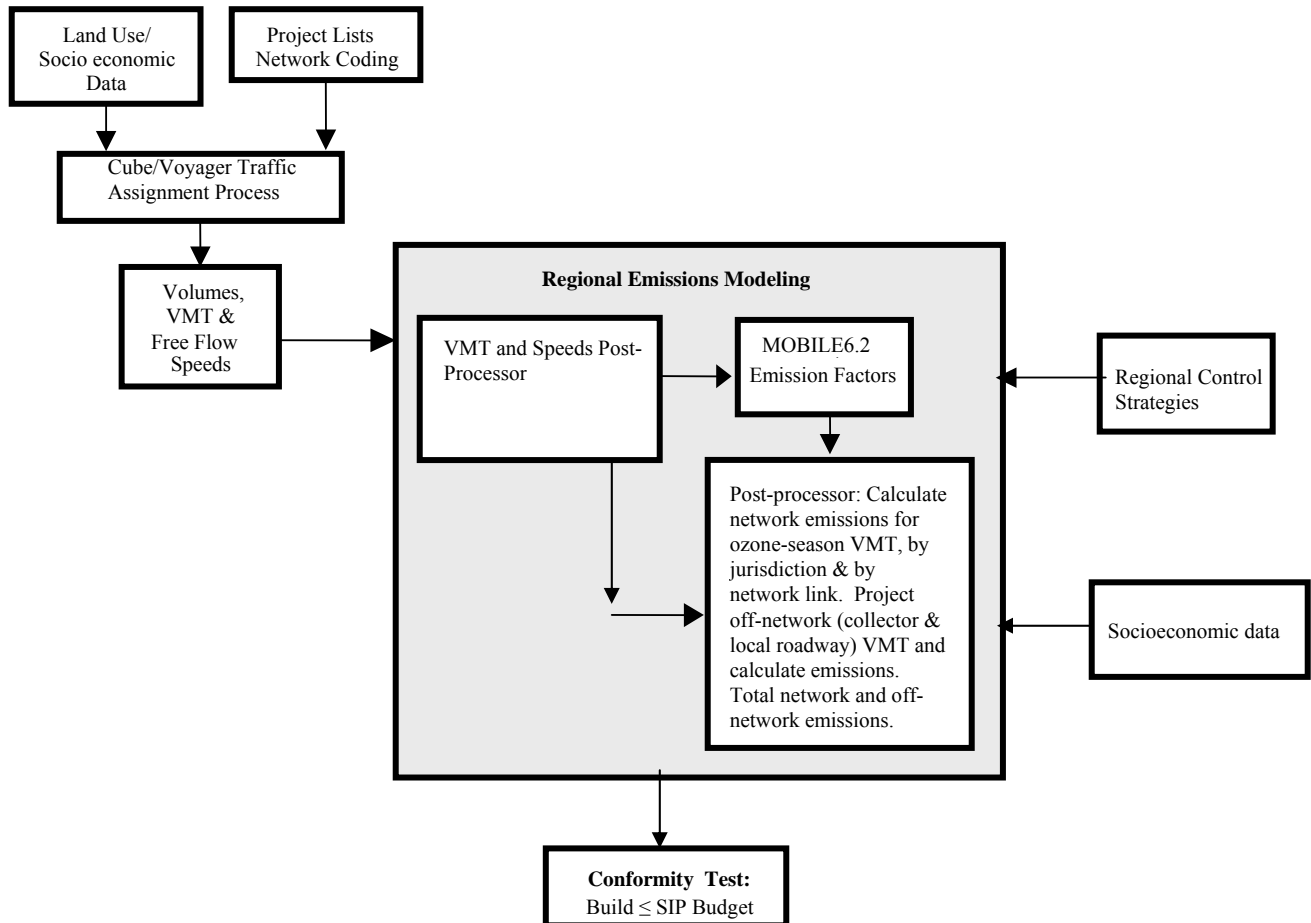 Land Use/
Socio economic
Data
Project Lists
Network Coding
Cube/Voyager Traffic
Assignment Process
Volumes,
VMT &
Free Flow
Speeds
Regional Emissions Modeling
VMT and Speeds Post-
Processor
MOBILE6.2
Emission Factors
Regional Control
Strategies
Post-processor: Calculate
network emissions for
ozone-season VMT, by
jurisdiction & by
network link.  Project
off-network (collector &
local roadway) VMT and
calculate emissions.
Total network and off-
network emissions.
Socioeconomic data
Conformity Test:
Build ≤ SIP Budget